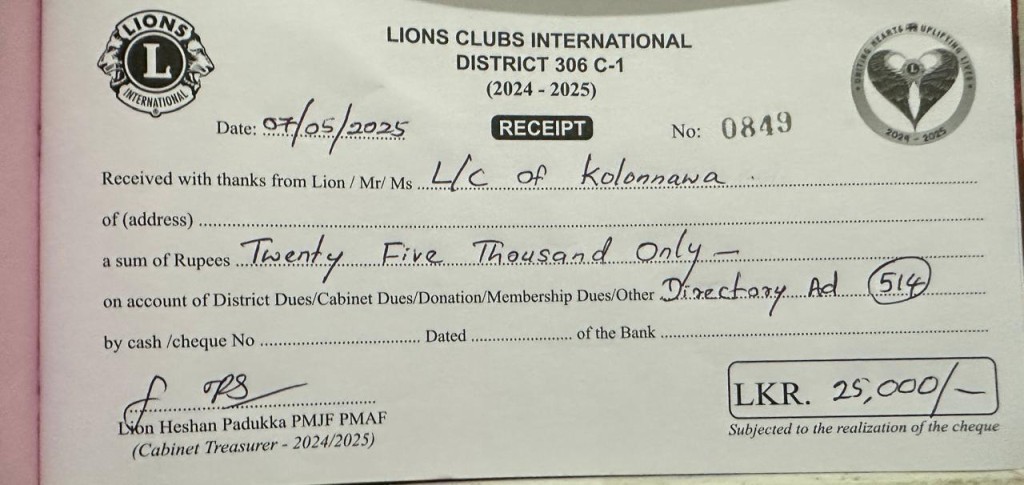 LIONS
L
INTERNATIONAL
LIONS CLUBS INTERNATIONAL
DISTRICT 306 C-1
(2024 - 2025)
UNITING HEARTS & UPLIFTING LIVES
L
2024 - 2025
Date: 07/05/2025 RECEIPT No: 0849
Received with thanks from Lion / Mr/ Ms L/C of Kolonnawa
of (address)
a sum of Rupees Twenty Five Thousand Only —
on account of District Dues/Cabinet Dues/Donation/Membership Dues/Other Directory Ad 514
by cash /cheque No Dated of the Bank
LKR. 25,000/-
Lion Heshan Padukka PMJF PMAF
(Cabinet Treasurer - 2024/2025)
Subjected to the realization of the cheque